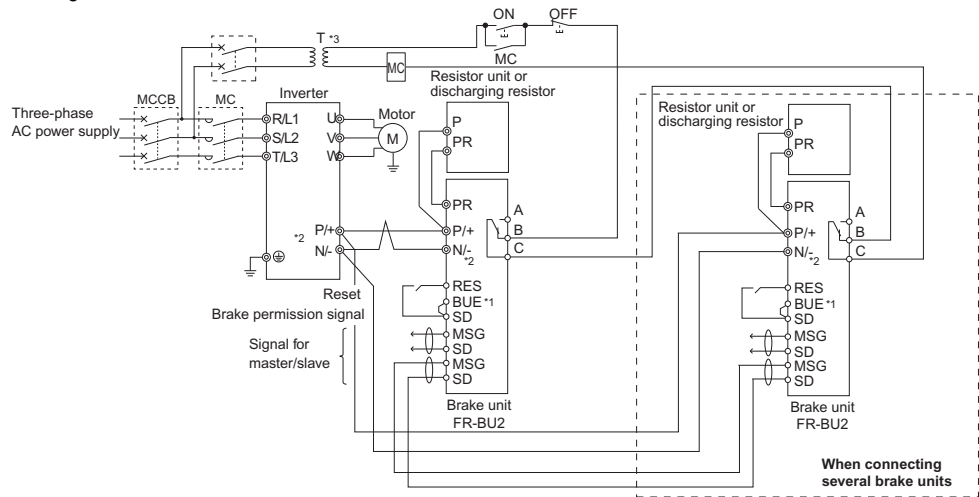 ON
OFF
T *3
MC
MC
Resistor unit or
discharging resistor
P
PR
Three-phase
AC power supply
MCCB
MC
Inverter
R/L1
S/L2
T/L3
U
V
W
Motor
M
*2
P/+
N/-
PR
P/+
N/-
*2
A
B
C
Reset
RES
Brake permission signal
BUE *1
SD
Signal for
master/slave
MSG
SD
MSG
SD
Brake unit
FR-BU2
Resistor unit or
discharging resistor
P
PR
PR
P/+
N/-
*2
A
B
C
RES
BUE *1
SD
MSG
SD
MSG
SD
Brake unit
FR-BU2
When connecting
several brake units